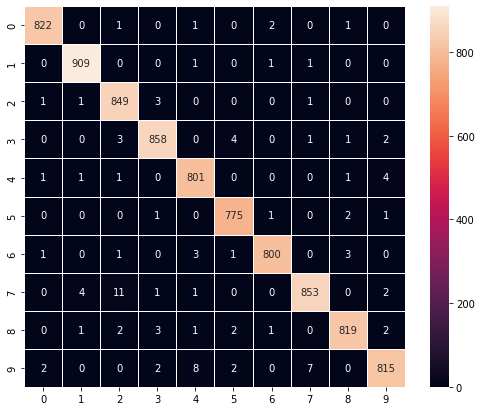 0 822 0 1 0 1 0 2 0 1 0
1 0 909 0 0 1 0 1 1 0 0
2 1 1 849 3 0 0 0 1 0 0
3 0 0 3 858 0 4 0 1 1 2
4 1 1 1 0 801 0 0 0 1 4
5 0 0 0 1 0 775 1 0 2 1
6 1 0 1 0 3 1 800 0 3 0
7 0 4 11 1 1 0 0 853 0 2
8 0 1 2 3 1 2 1 0 819 2
9 2 0 0 2 8 2 0 7 0 815
0 1 2 3 4 5 6 7 8 9
800
600
400
200
0